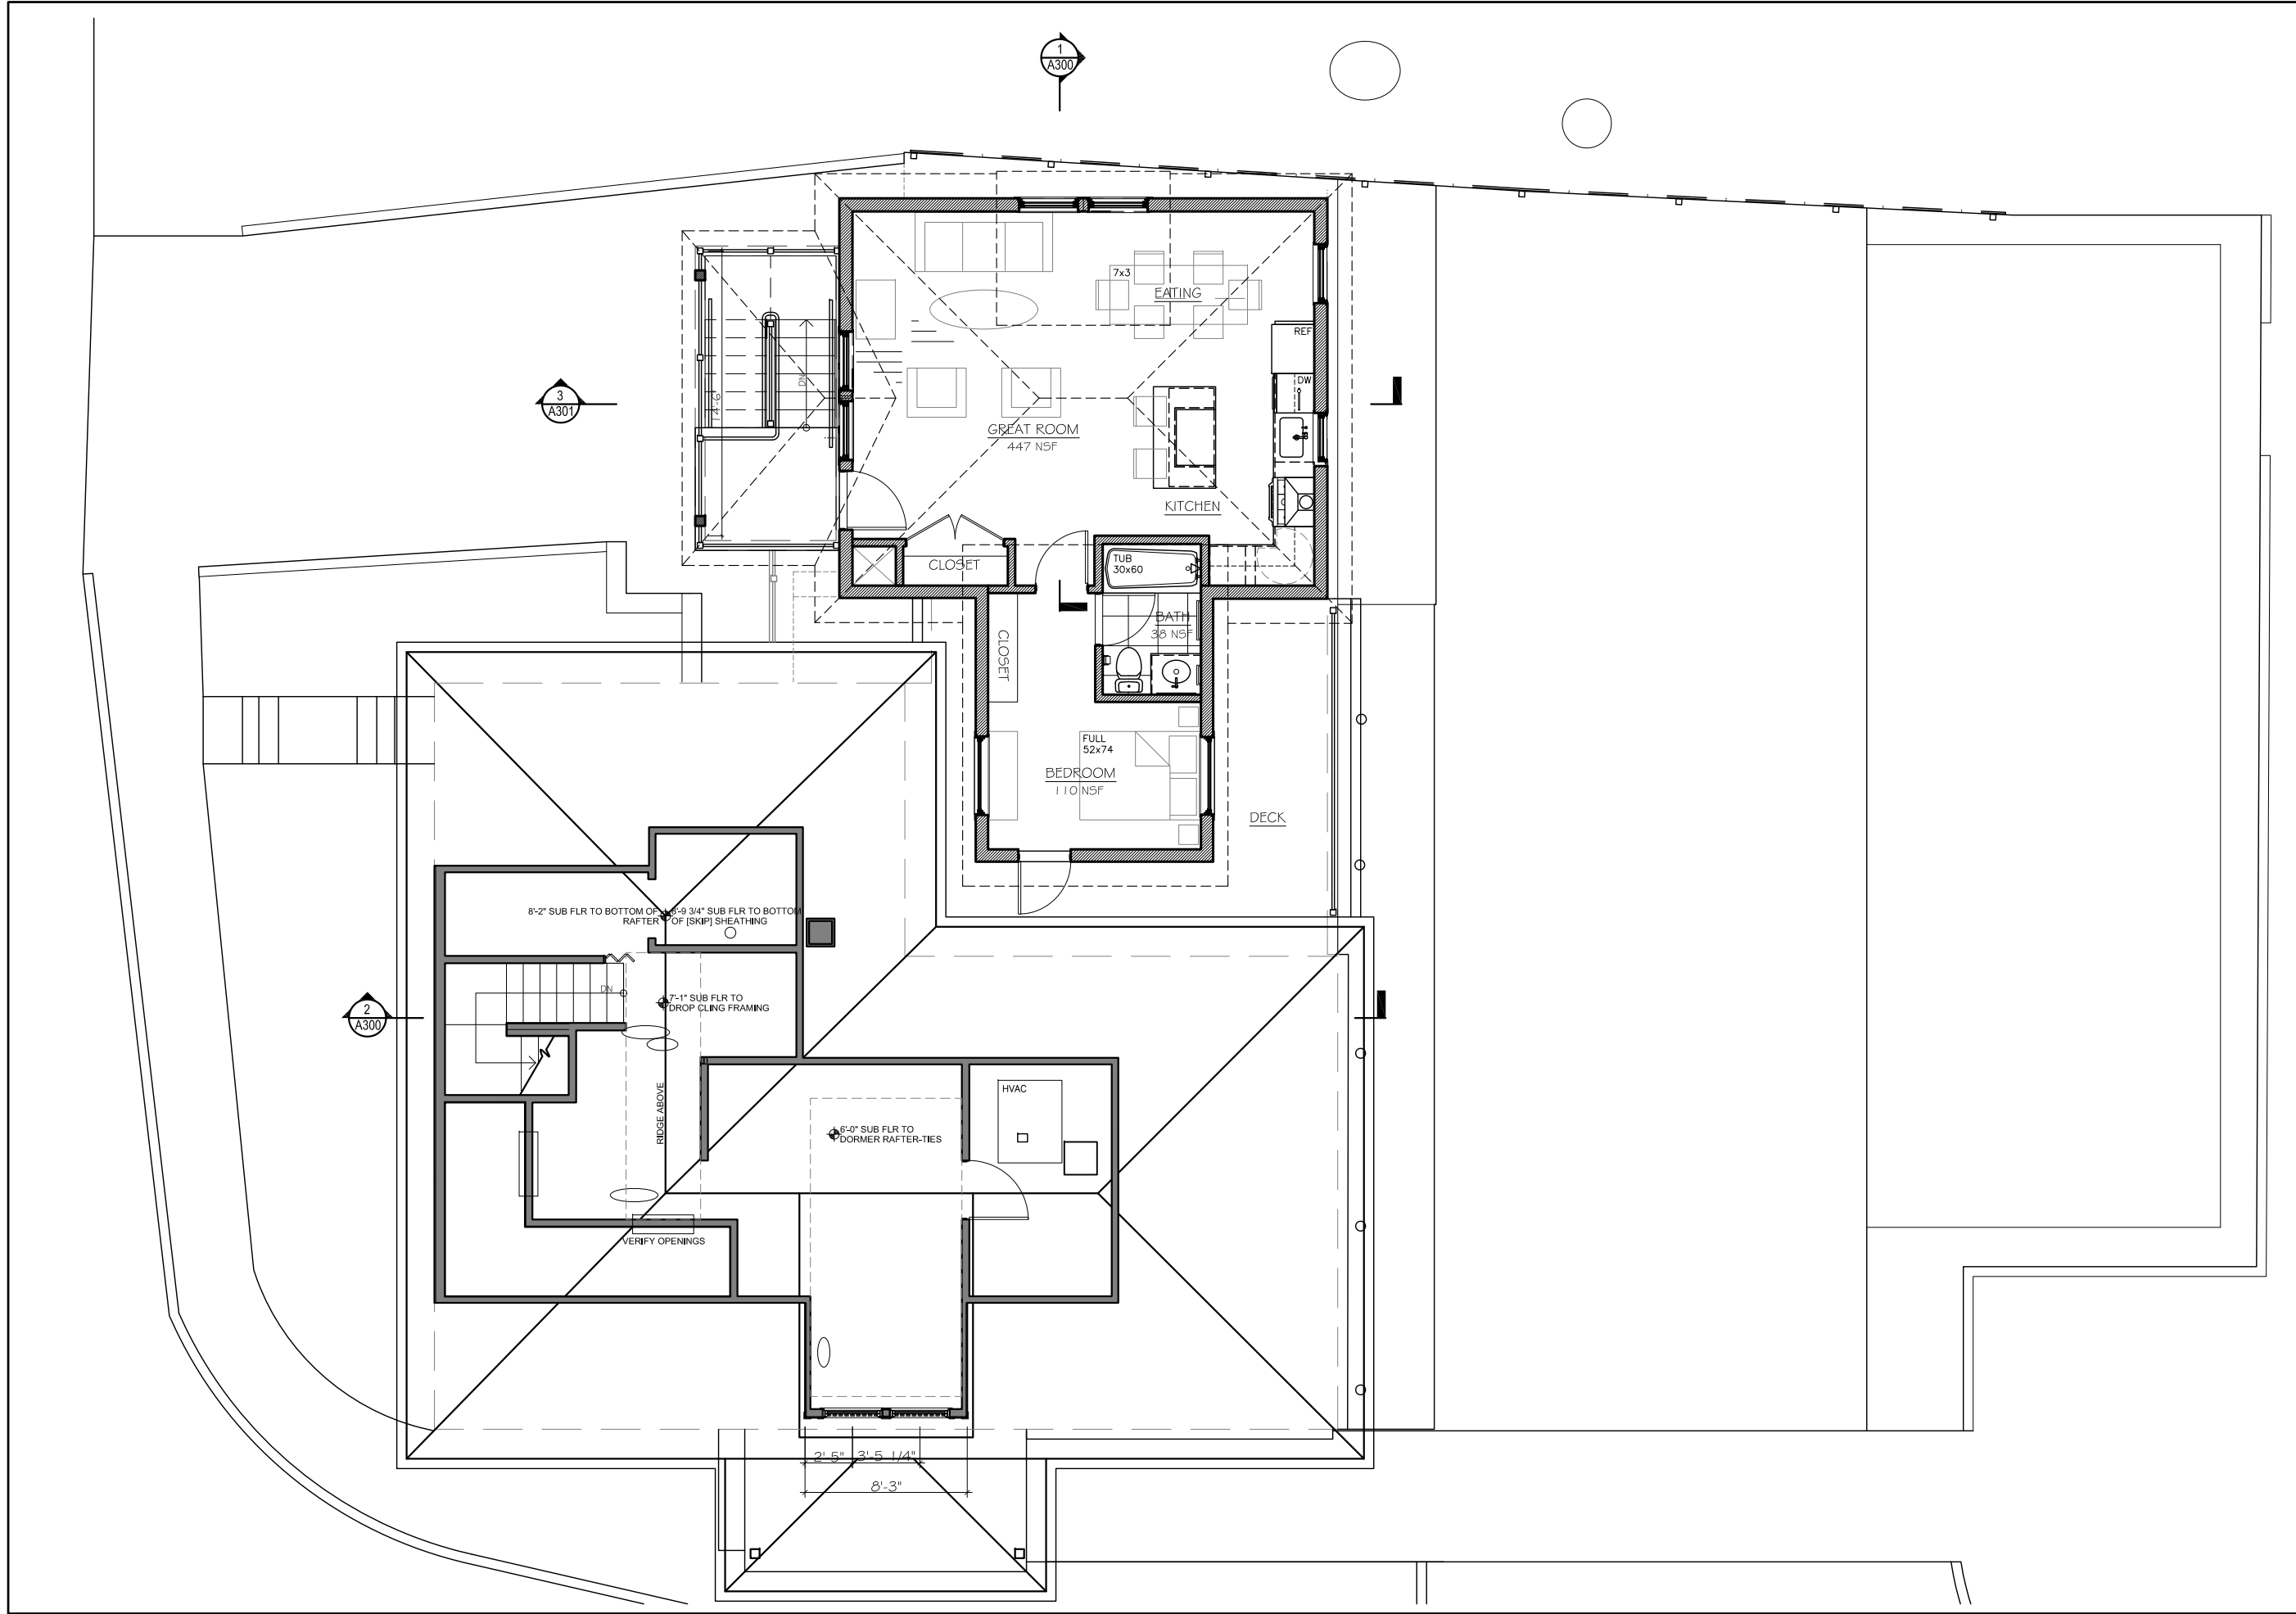 1
A300
7x3
EATING
REF
DW
DN
14'-6"
3
A301
GREAT ROOM
447 NSF
KITCHEN
CLOSET
TUB
30x60
BATH
38 NSF
CLOSET
FULL
52x74
BEDROOM
110 NSF
DECK
8'-2" SUB FLR TO BOTTOM OF
RAFTER
8'-9 3/4" SUB FLR TO BOTTOM
OF [SKIP] SHEATHING
DN
7'-1" SUB FLR TO
DROP CLING FRAMING
2
A300
RIDGE ABOVE
HVAC
6'-0" SUB FLR TO
DORMER RAFTER-TIES
VERIFY OPENINGS
2'-5"
3'-5 1/4"
8'-3"